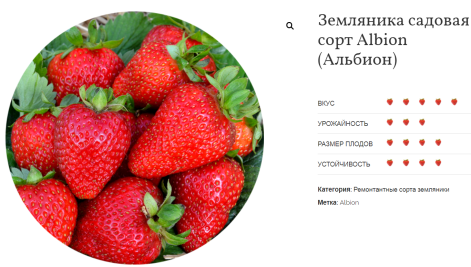 Земляника садовая
сорт Albion
(Альбион)
ВКУС
УРОЖАЙНОСТЬ
РАЗМЕР ПЛОДОВ
УСТОЙЧИВОСТЬ
Категория: Ремонтантные сорта земляники
Метка: Albion